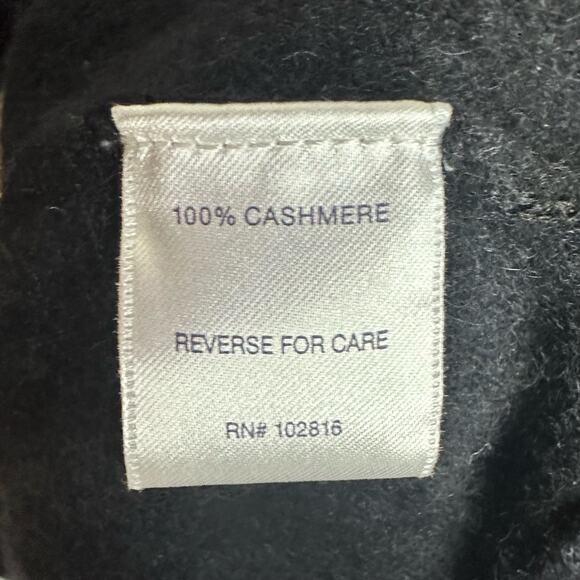 100% CASHMERE
REVERSE FOR CARE
RN# 102816